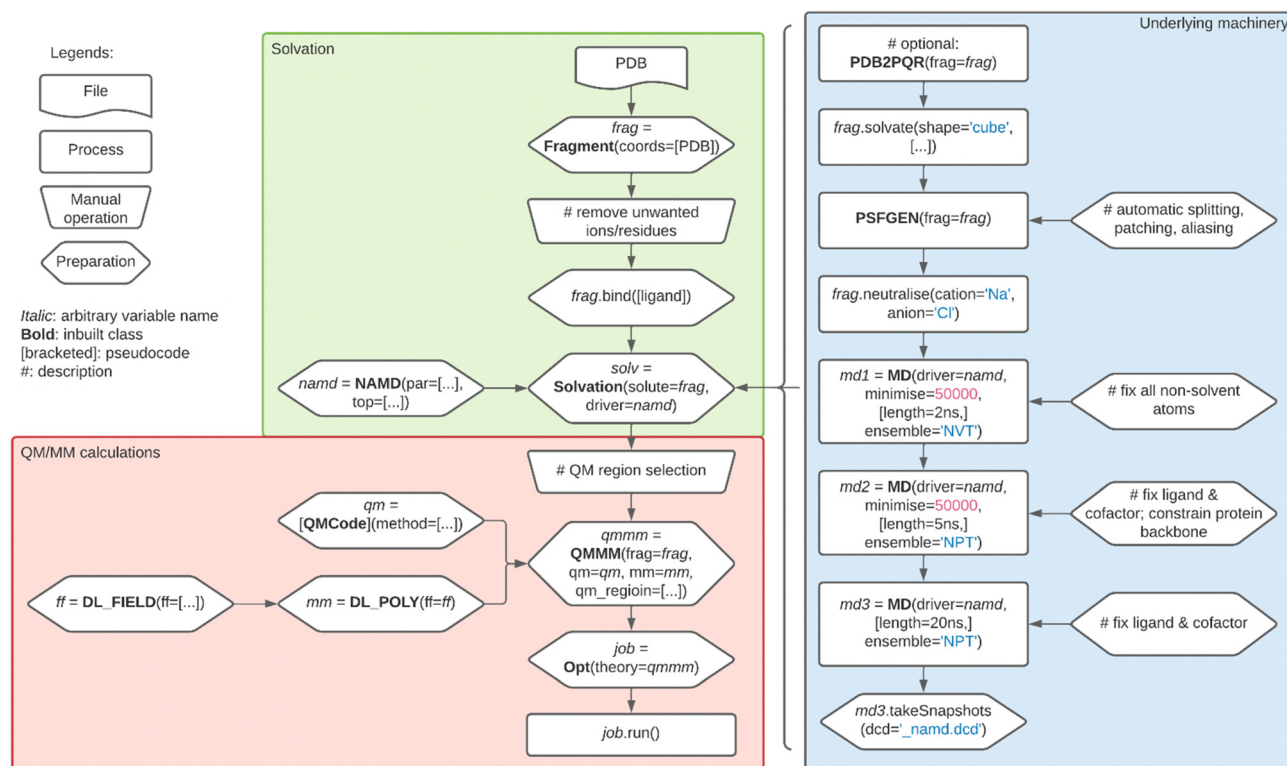 Legends:
File
Process
Manual
operation
Preparation
Italic: arbitrary variable name
Bold: inbuilt class
[bracketed]: pseudocode
#: description
Solvation
PDB
frag =
Fragment(coords=[PDB])
# remove unwanted
ions/residues
frag.bind([ligand])
namd = NAMD(par=[...],
top=[...])
solv =
Solvation(solute=frag,
driver=namd)
QM/MM calculations
# QM region selection
qm =
[QMCode](method=[...])
ff = DL_FIELD(ff=[...])
mm = DL_POLY(ff=ff)
qmmm =
QMMM(frag=frag,
qm=qm, mm=mm,
qm_regioin=[...])
job =
Opt(theory=qmmm)
job.run()
Underlying machinery
# optional:
PDB2PQR(frag=frag)
frag.solvate(shape='cube',
[...])
PSFGEN(frag=frag)
# automatic splitting,
patching, aliasing
frag.neutralise(cation='Na',
anion='Cl')
md1 = MD(driver=namd,
minimise=50000,
[length=2ns,]
ensemble='NVT')
# fix all non-solvent
atoms
md2 = MD(driver=namd,
minimise=50000,
[length=5ns,]
ensemble='NPT')
# fix ligand &
cofactor; constrain protein
backbone
md3 = MD(driver=namd,
[length=20ns,]
ensemble='NPT')
# fix ligand & cofactor
md3.takeSnapshots
(dcd='_namd.dcd')